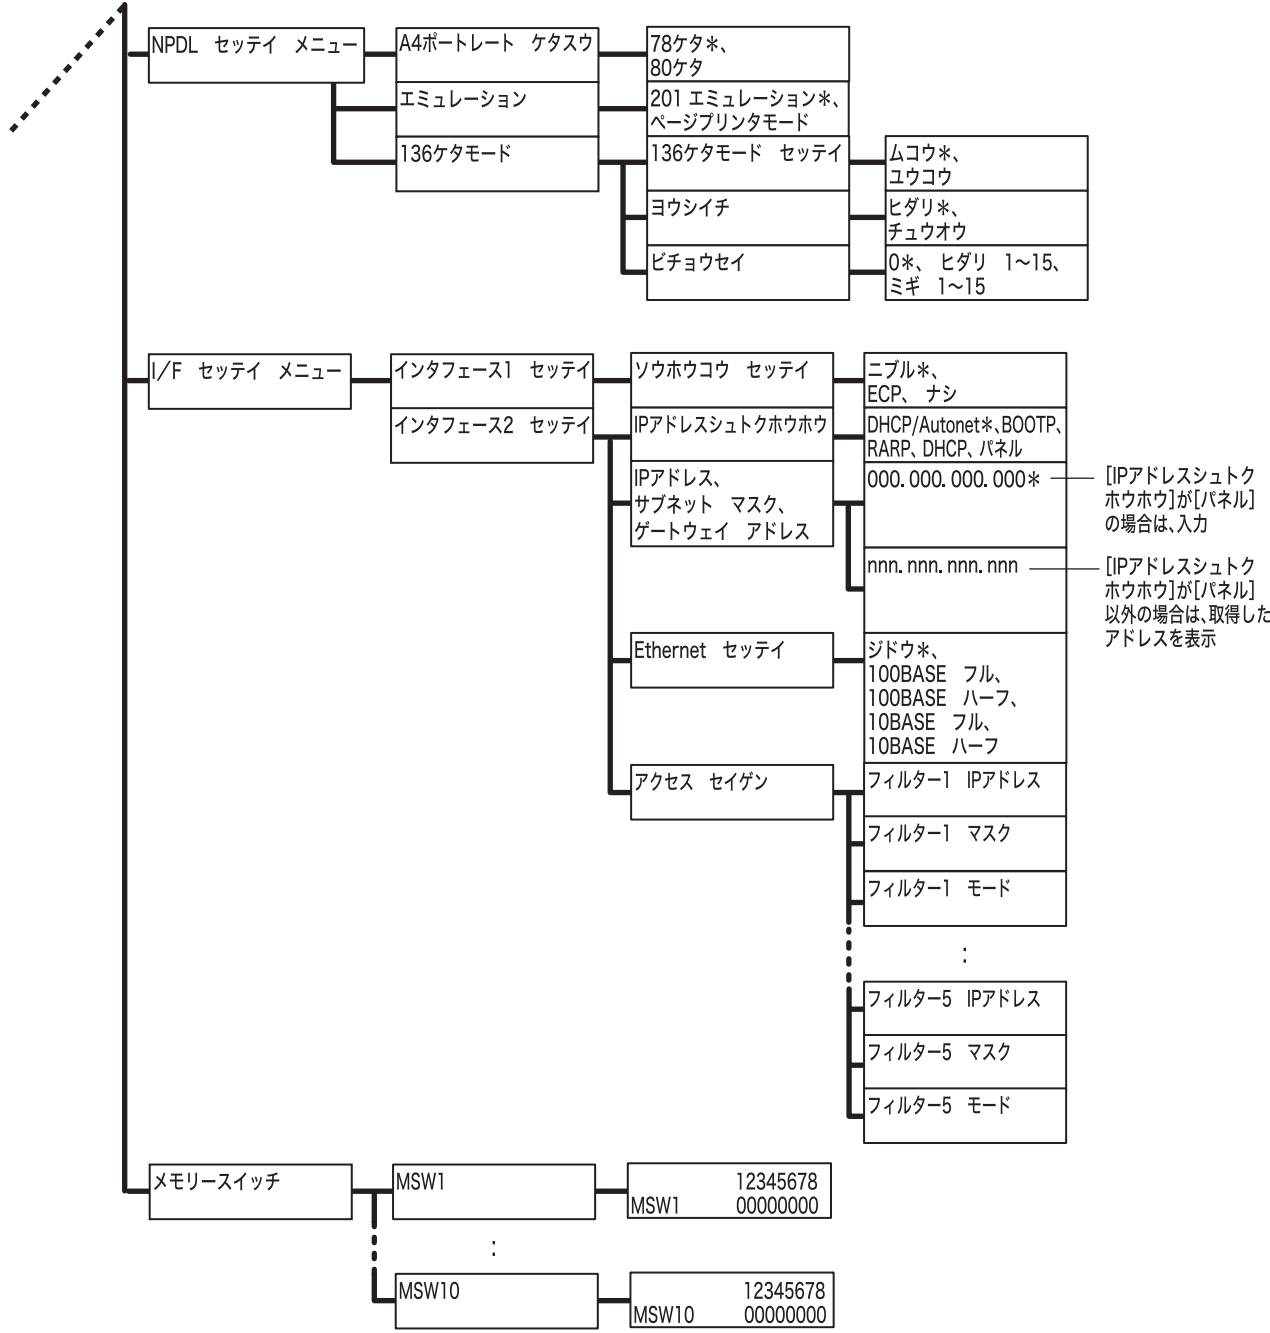 NPDL　セッテイ　メニュー
A4ポートレート　ケタスウ
78ケタ＊、
80ケタ
エミュレーション
201 エミュレーション＊、
ページプリンタモード
136ケタモード
136ケタモード　セッテイ
ムコウ＊、
ユウコウ
ヨウシイチ
ヒダリ＊、
チュウオウ
ビチョウセイ
0＊、　ヒダリ　1～15、
ミギ　1～15
I/F　セッテイ　メニュー
インタフェース1　セッテイ
ソウホウコウ　セッテイ
ニブル＊、
ECP、　ナシ
インタフェース2　セッテイ
IPアドレスシュトクホウホウ
DHCP/Autonet＊、BOOTP、
RARP、DHCP、パネル
IPアドレス、
サブネット　マスク、
ゲートウェイ　アドレス
000. 000. 000. 000＊
[IPアドレスシュトク
ホウホウ]が[パネル]
の場合は、入力
nnn. nnn. nnn. nnn
[IPアドレスシュトク
ホウホウ]が[パネル]
以外の場合は、取得した
アドレスを表示
Ethernet　セッテイ
ジドウ＊、
100BASE　フル、
100BASE　ハーフ、
10BASE　フル、
10BASE　ハーフ
アクセス　セイゲン
フィルター1　IPアドレス
フィルター1　マスク
フィルター1　モード
:
フィルター5　IPアドレス
フィルター5　マスク
フィルター5　モード
メモリースイッチ
MSW1
12345678
MSW1　00000000
:
MSW10
12345678
MSW10　00000000